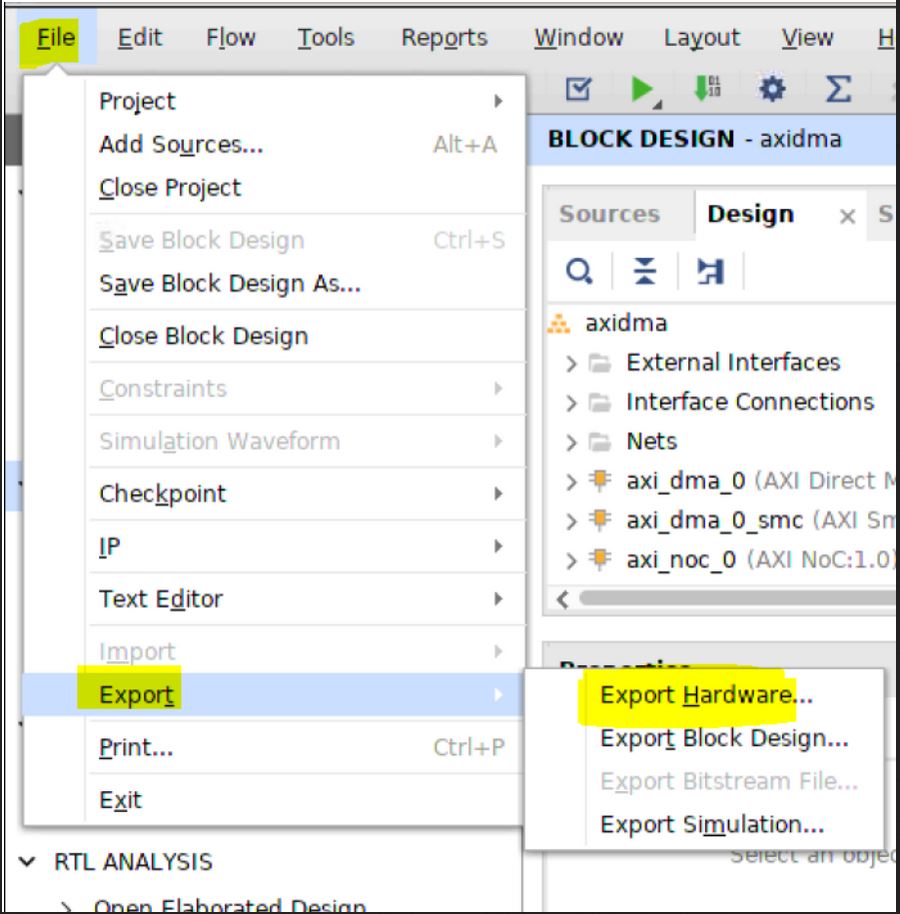 File Edit Flow Tools Reports Window Layout View H
Project
Add Sources... Alt+A
Close Project
Save Block Design Ctrl+S
Save Block Design As...
Close Block Design
Constraints
Simulation Waveform
Checkpoint
IP
Text Editor
Import
Export
Print... Ctrl+P
Exit
Export Hardware...
Export Block Design...
Export Bitstream File...
Export Simulation...
BLOCK DESIGN - axidma
Sources Design × S
axidma
External Interfaces
Interface Connections
Nets
axi_dma_0 (AXI Direct M
axi_dma_0_smc (AXI Sm
axi_noc_0 (AXI NoC:1.0)
Properties
Select an objec
RTL ANALYSIS
Open Elaborated Design